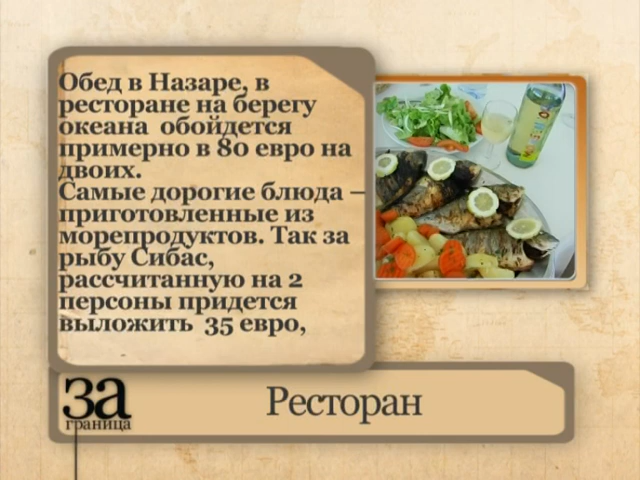 Обед в Назаре, в
ресторане на берегу
океана обойдется
примерно в 80 евро на
двоих.
Самые дорогие блюда –
приготовленные из
морепродуктов. Так за
рыбу Сибас,
рассчитанную на 2
персоны придется
выложить 35 евро,
Ресторан
за
граница